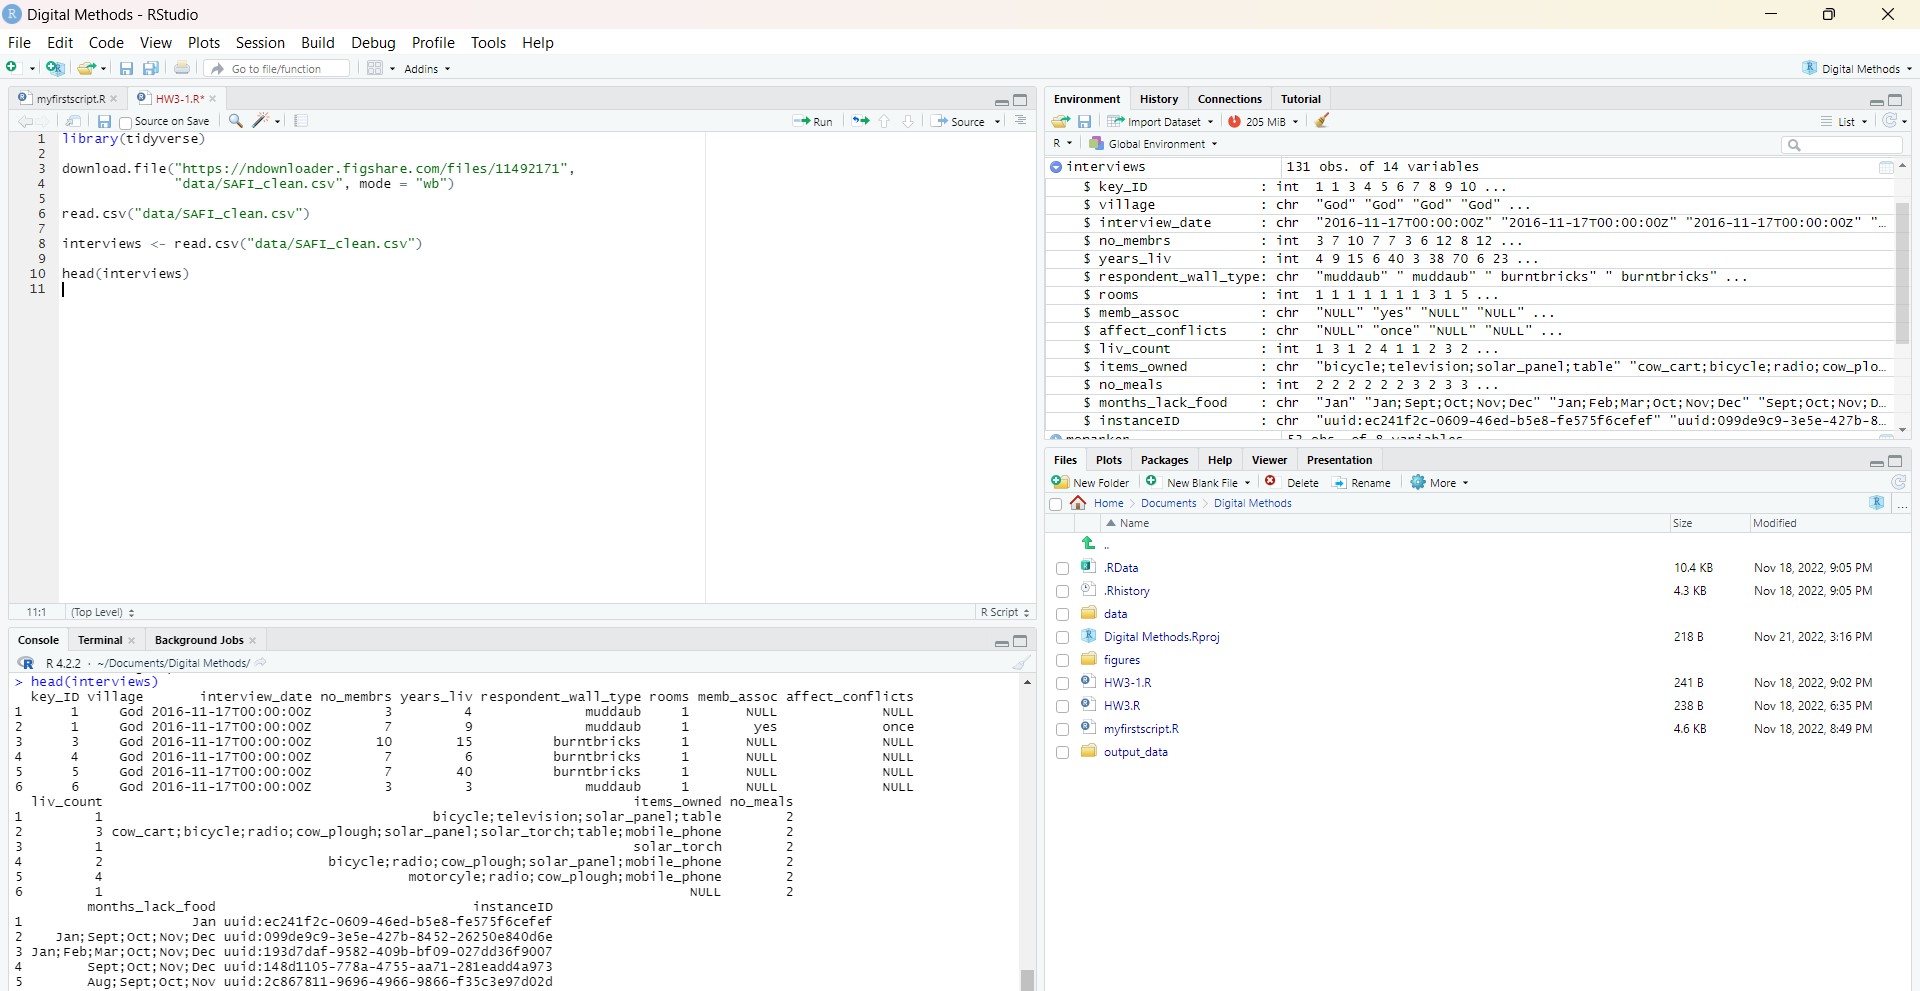 Digital Methods - RStudio
File Edit Code View Plots Session Build Debug Profile Tools Help
Go to file/function Addins Digital Methods
myfirstscript.R HW3-1.R*
Source on Save Run Source
1 library(tidyverse)
2
3 download.file("https://ndownloader.figshare.com/files/11492171",
4 "data/SAFI_clean.csv", mode = "wb")
5
6 read.csv("data/SAFI_clean.csv")
7
8 interviews <- read.csv("data/SAFI_clean.csv")
9
10 head(interviews)
11
11:1 (Top Level) R Script
Console Terminal Background Jobs
R 4.2.2 · ~/Documents/Digital Methods/
> head(interviews)
key_ID village interview_date no_membrs years_liv respondent_wall_type rooms memb_assoc affect_conflicts
1 1 God 2016-11-17T00:00:00Z 3 4 muddaub 1 NULL NULL
2 1 God 2016-11-17T00:00:00Z 7 9 muddaub 1 yes once
3 3 God 2016-11-17T00:00:00Z 10 15 burntbricks 1 NULL NULL
4 4 God 2016-11-17T00:00:00Z 7 6 burntbricks 1 NULL NULL
5 5 God 2016-11-17T00:00:00Z 7 40 burntbricks 1 NULL NULL
6 6 God 2016-11-17T00:00:00Z 3 3 muddaub 1 NULL NULL
liv_count items_owned no_meals
1 1 bicycle;television;solar_panel;table 2
2 3 cow_cart;bicycle;radio;cow_plough;solar_panel;solar_torch;table;mobile_phone 2
3 1 solar_torch 2
4 2 bicycle;radio;cow_plough;solar_panel;mobile_phone 2
5 4 motorcyle;radio;cow_plough;mobile_phone 2
6 1 NULL 2
months_lack_food instanceID
1 Jan uuid:ec241f2c-0609-46ed-b5e8-fe575f6cefef
2 Jan;Sept;Oct;Nov;Dec uuid:099de9c9-3e5e-427b-8452-26250e840d6e
3 Jan;Feb;Mar;Oct;Nov;Dec uuid:193d7daf-9582-409b-bf09-027dd36f9007
4 Sept;Oct;Nov;Dec uuid:148d1105-778a-4755-aa71-281eadd4a973
5 Aug;Sept;Oct;Nov uuid:2c867811-9696-4966-9866-f35c3e97d02d
Environment History Connections Tutorial
Import Dataset 205 MiB List
R Global Environment
interviews 131 obs. of 14 variables
$ key_ID : int 1 1 3 4 5 6 7 8 9 10 ...
$ village : chr "God" "God" "God" "God" ...
$ interview_date : chr "2016-11-17T00:00:00Z" "2016-11-17T00:00:00Z" "2016-11-17T00:00:00Z" "...
$ no_membrs : int 3 7 10 7 7 3 6 12 8 12 ...
$ years_liv : int 4 9 15 6 40 3 38 70 6 23 ...
$ respondent_wall_type: chr "muddaub" "muddaub" "burntbricks" "burntbricks" ...
$ rooms : int 1 1 1 1 1 1 1 3 1 5 ...
$ memb_assoc : chr "NULL" "yes" "NULL" "NULL" ...
$ affect_conflicts : chr "NULL" "once" "NULL" "NULL" ...
$ liv_count : int 1 3 1 2 4 1 1 2 3 2 ...
$ items_owned : chr "bicycle;television;solar_panel;table" "cow_cart;bicycle;radio;cow_plo...
$ no_meals : int 2 2 2 2 2 2 3 2 3 3 ...
$ months_lack_food : chr "Jan" "Jan;Sept;Oct;Nov;Dec" "Jan;Feb;Mar;Oct;Nov;Dec" "Sept;Oct;Nov;D...
$ instanceID : chr "uuid:ec241f2c-0609-46ed-b5e8-fe575f6cefef" "uuid:099de9c9-3e5e-427b-8...
Files Plots Packages Help Viewer Presentation
New Folder New Blank File Delete Rename More
Home Documents Digital Methods ...
Name Size Modified
..
.RData 10.4 KB Nov 18, 2022, 9:05 PM
.Rhistory 4.3 KB Nov 18, 2022, 9:05 PM
data
Digital Methods.Rproj 218 B Nov 21, 2022, 3:16 PM
figures
HW3-1.R 241 B Nov 18, 2022, 9:02 PM
HW3.R 238 B Nov 18, 2022, 6:35 PM
myfirstscript.R 4.6 KB Nov 18, 2022, 8:49 PM
output_data